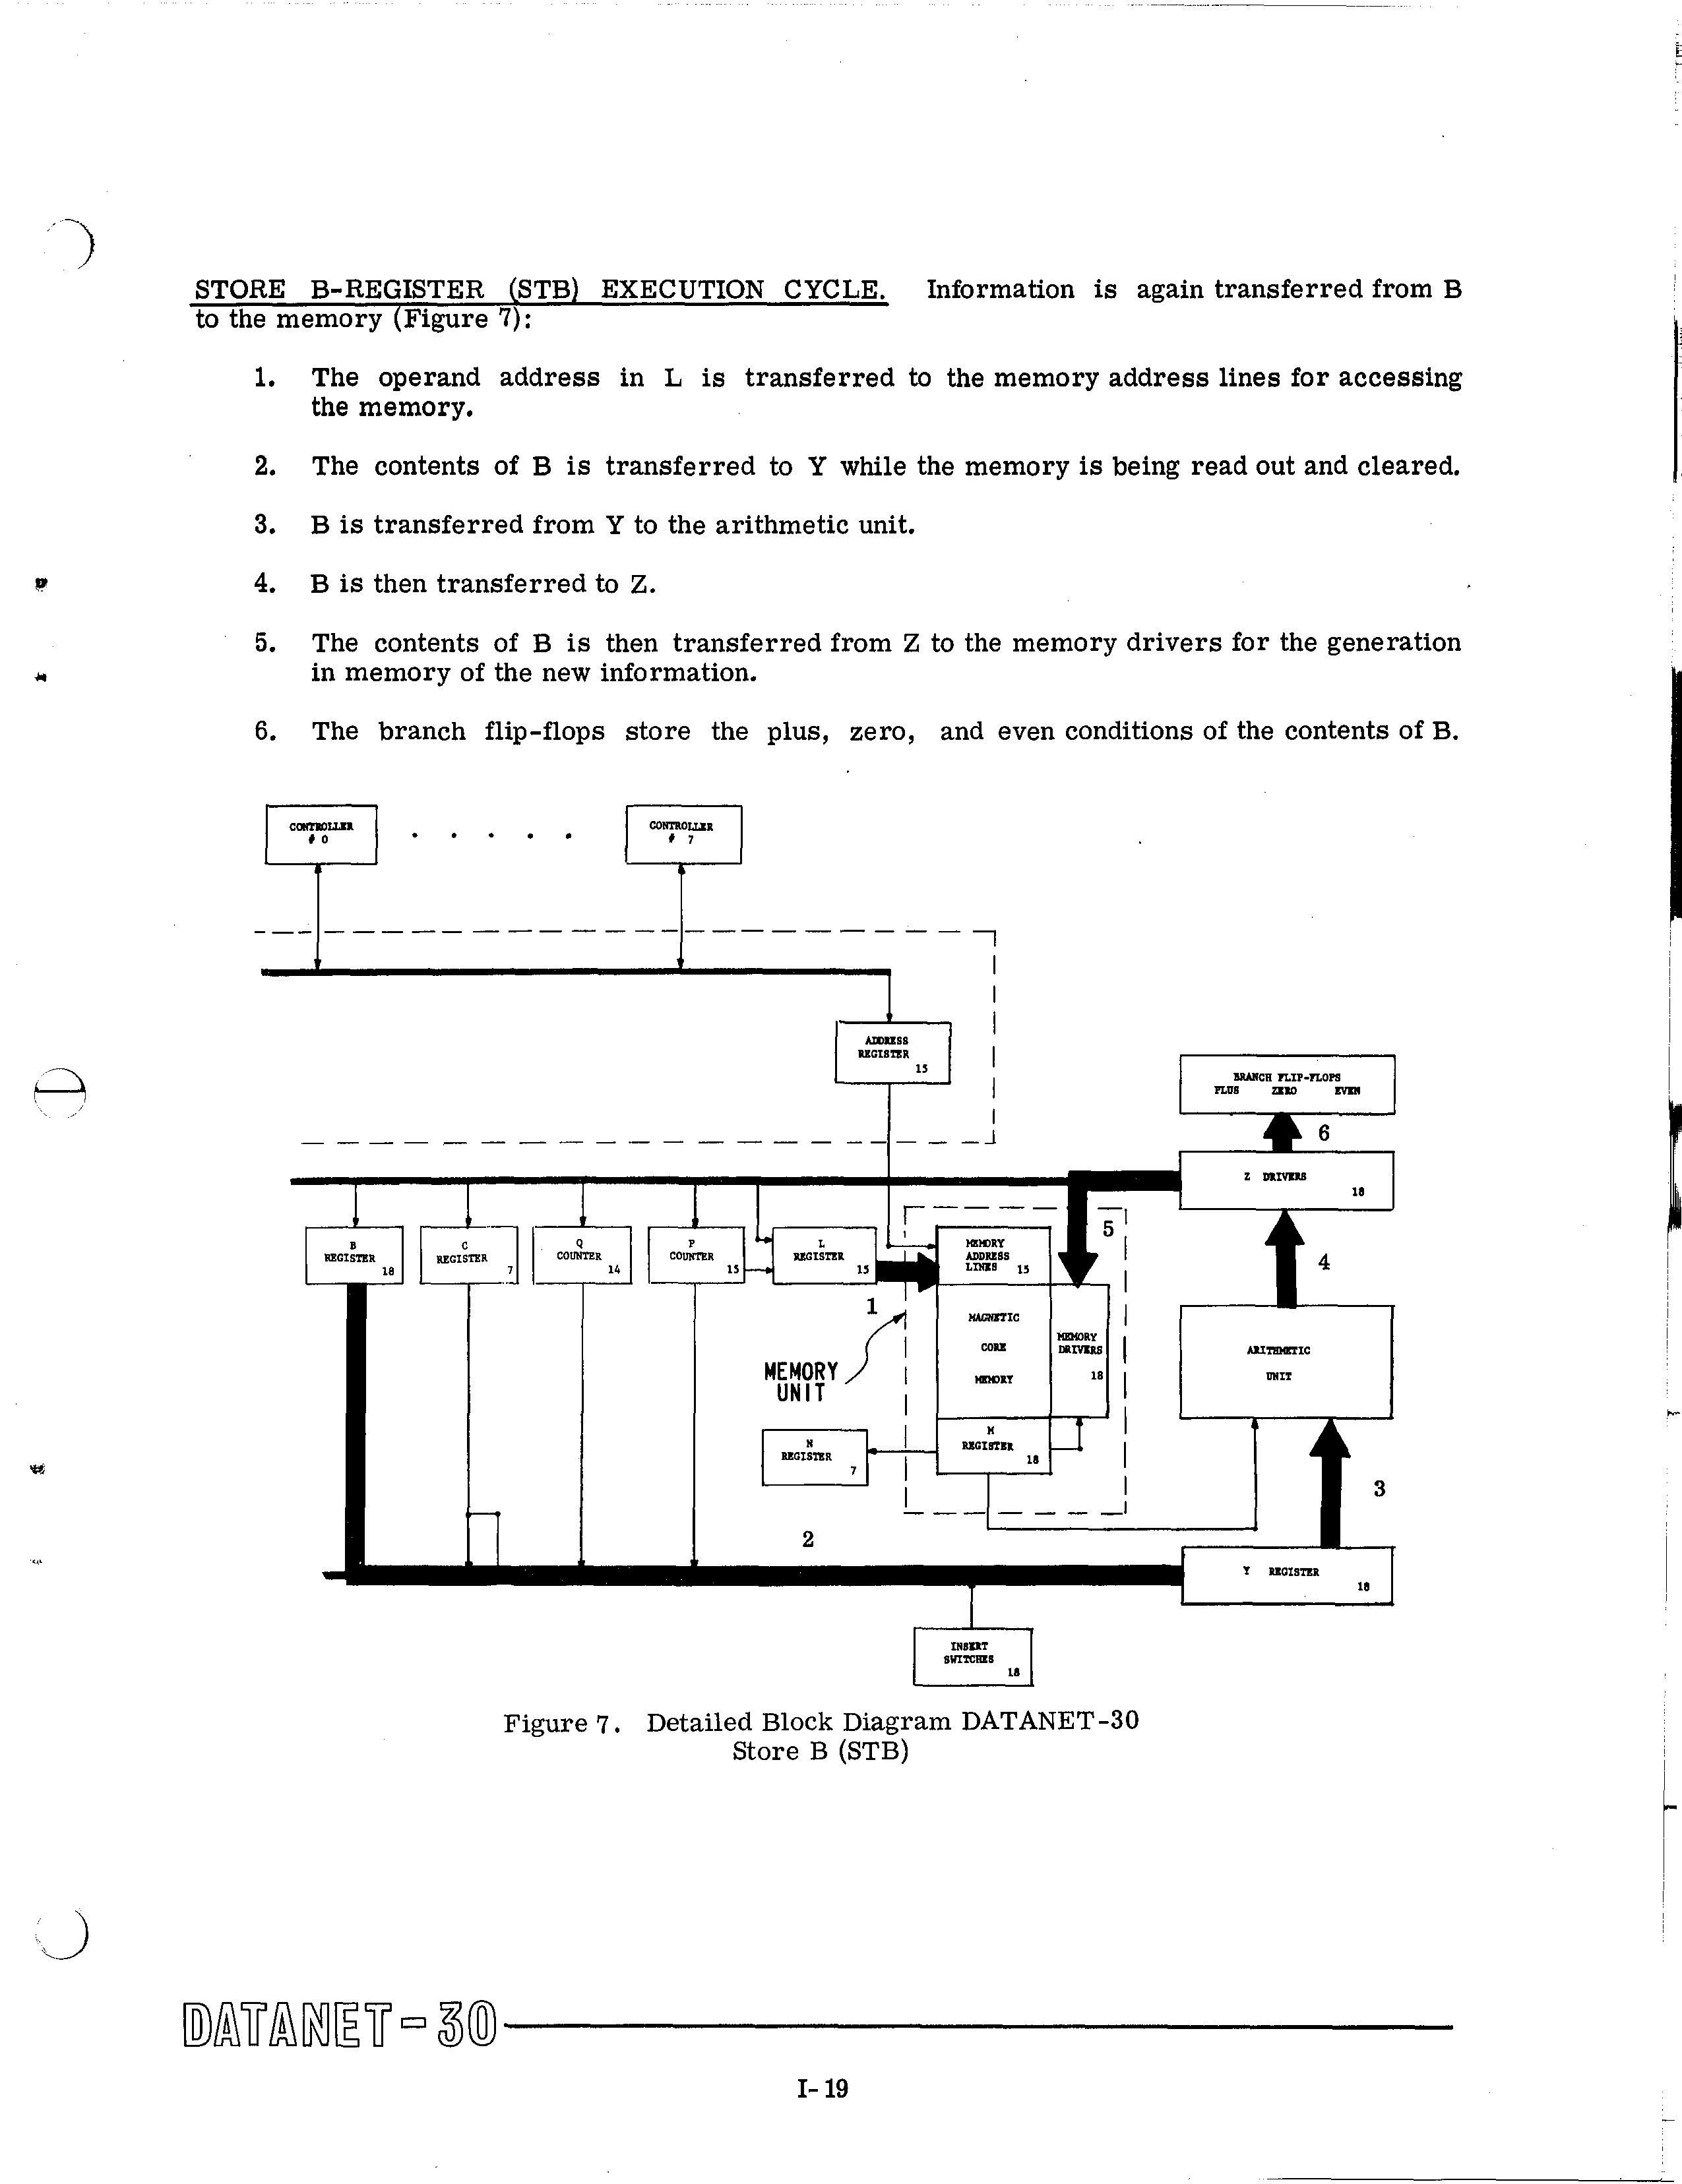 STORE B-REGISTER (STB) EXECUTION CYCLE. Information is again transferred from B
to the memory (Figure 7):
1. The operand address in L is transferred to the memory address lines for accessing
the memory.
2. The contents of B is transferred to Y while the memory is being read out and cleared.
3. B is transferred from Y to the arithmetic unit.
4. B is then transferred to Z.
5. The contents of B is then transferred from Z to the memory drivers for the generation
in memory of the new information.
6. The branch flip-flops store the plus, zero, and even conditions of the contents of B.
CONTROLLER
# 0
. . . . .
CONTROLLER
# 7
ADDRESS
REGISTER
15
BRANCH FLIP-FLOPS
PLUS ZERO EVEN
6
Z DRIVERS
18
B
REGISTER
18
C
REGISTER
7
Q
COUNTER
14
P
COUNTER
15
L
REGISTER
15
1
MEMORY
ADDRESS
LINES 15
5
4
MAGNETIC
CORE
MEMORY
MEMORY
DRIVERS
18
ARITHMETIC
UNIT
MEMORY
UNIT
N
REGISTER
7
M
REGISTER
18
3
2
Y REGISTER
18
INSERT
SWITCHES
18
Figure 7. Detailed Block Diagram DATANET-30
Store B (STB)
DATANET-30
I-19